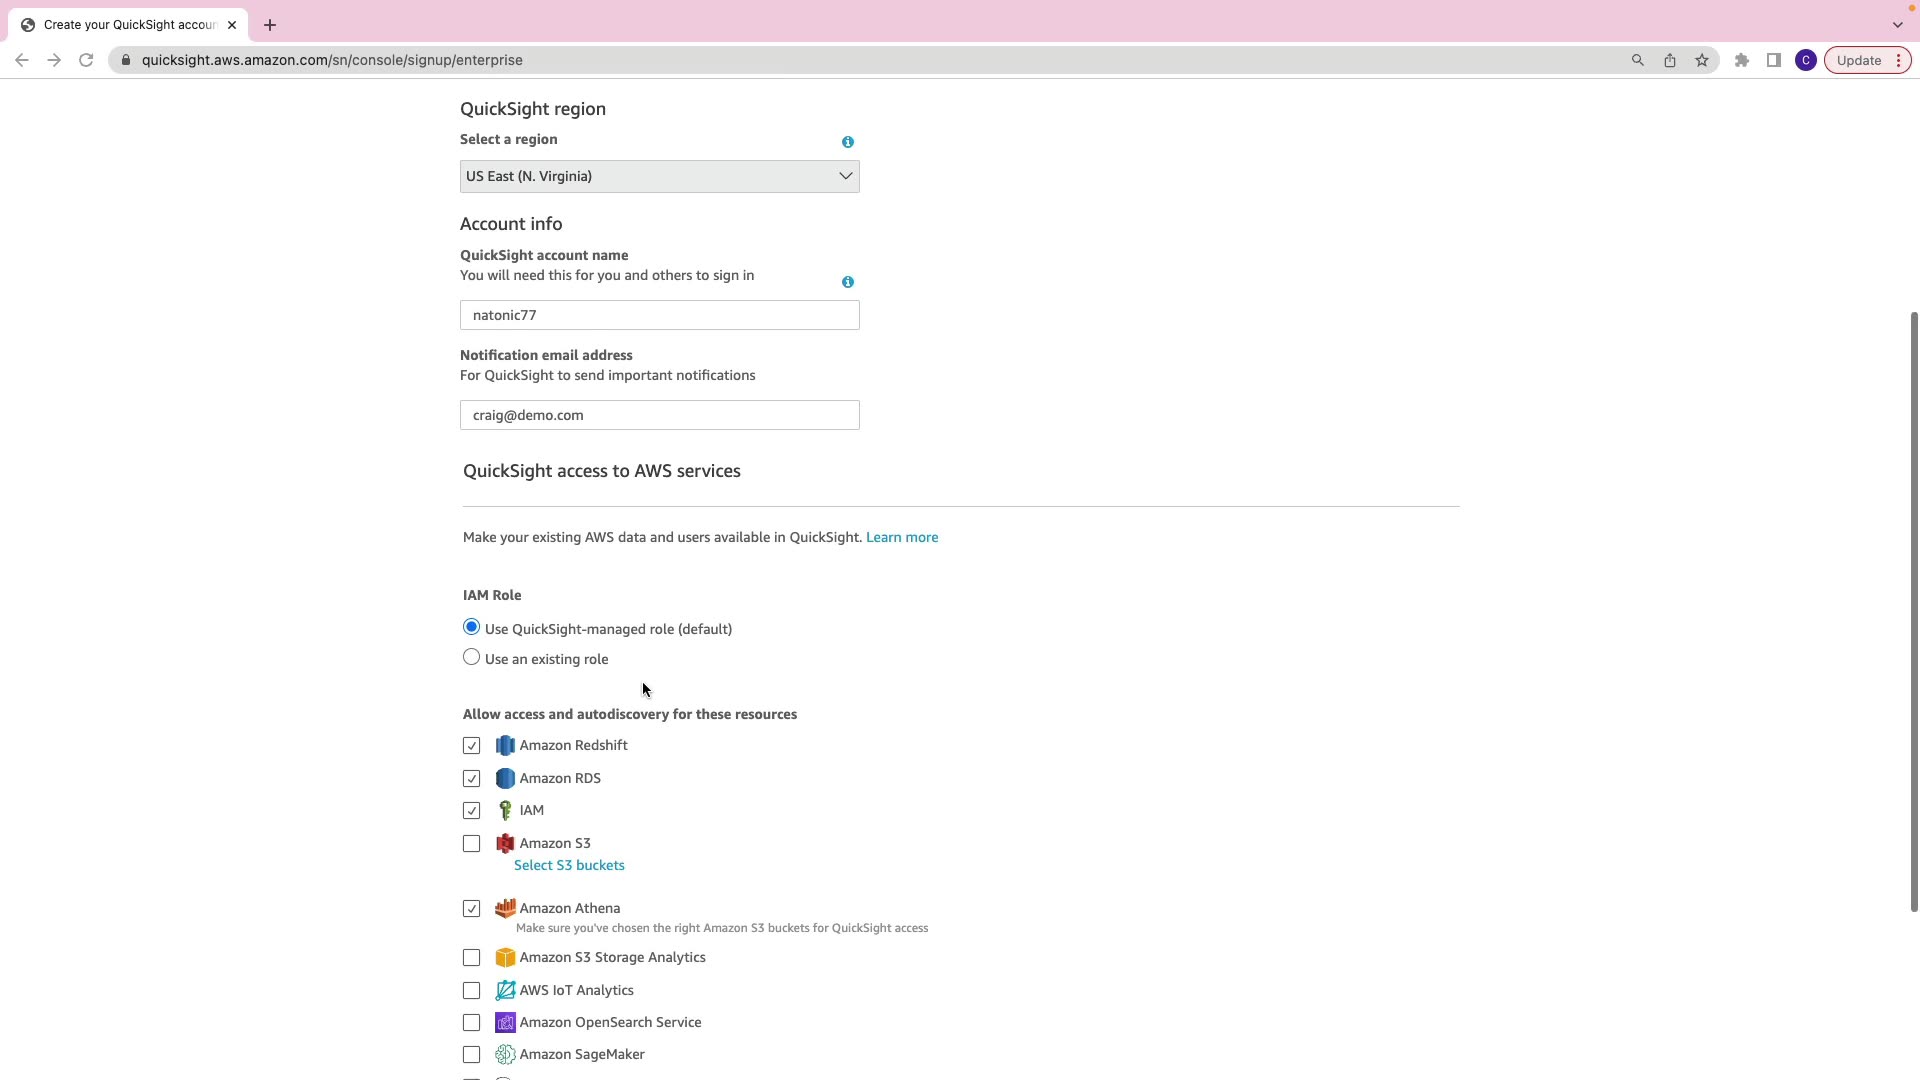 Create your QuickSight accoun
quicksight.aws.amazon.com/sn/console/signup/enterprise
C
Update
QuickSight region
Select a region
US East (N. Virginia)
Account info
QuickSight account name
You will need this for you and others to sign in
natonic77
Notification email address
For QuickSight to send important notifications
craig@demo.com
QuickSight access to AWS services
Make your existing AWS data and users available in QuickSight. Learn more
IAM Role
Use QuickSight-managed role (default)
Use an existing role
Allow access and autodiscovery for these resources
Amazon Redshift
Amazon RDS
IAM
Amazon S3
Select S3 buckets
Amazon Athena
Make sure you've chosen the right Amazon S3 buckets for QuickSight access
Amazon S3 Storage Analytics
AWS IoT Analytics
Amazon OpenSearch Service
Amazon SageMaker